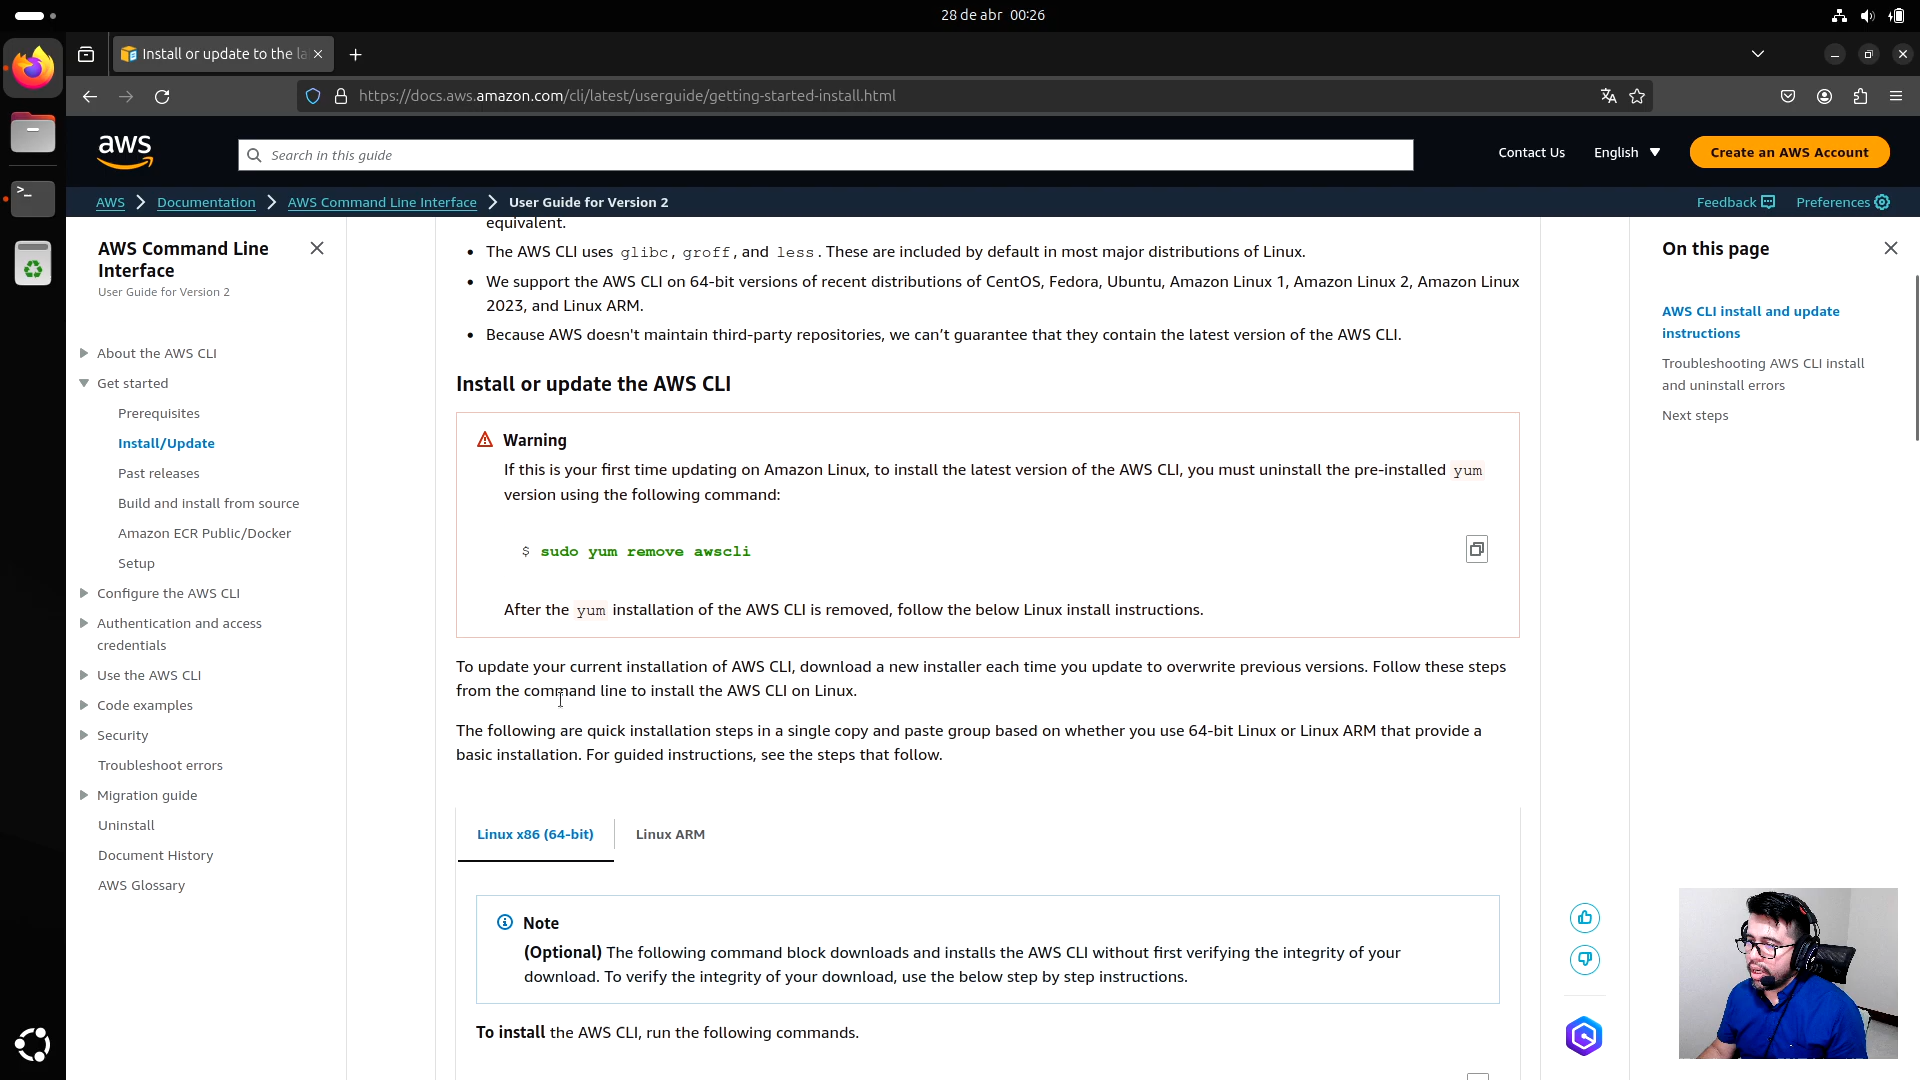 28 de abr 00:26
Install or update to the la
https://docs.aws.amazon.com/cli/latest/userguide/getting-started-install.html
aws
Search in this guide
Contact Us
English
Create an AWS Account
AWS
Documentation
AWS Command Line Interface
User Guide for Version 2
Feedback
Preferences
AWS Command Line
Interface
User Guide for Version 2
About the AWS CLI
Get started
Prerequisites
Install/Update
Past releases
Build and install from source
Amazon ECR Public/Docker
Setup
Configure the AWS CLI
Authentication and access
credentials
Use the AWS CLI
Code examples
Security
Troubleshoot errors
Migration guide
Uninstall
Document History
AWS Glossary
equivalent.
• The AWS CLI uses glibc, groff, and less. These are included by default in most major distributions of Linux.
• We support the AWS CLI on 64-bit versions of recent distributions of CentOS, Fedora, Ubuntu, Amazon Linux 1, Amazon Linux 2, Amazon Linux
2023, and Linux ARM.
• Because AWS doesn't maintain third-party repositories, we can’t guarantee that they contain the latest version of the AWS CLI.
Install or update the AWS CLI
Warning
If this is your first time updating on Amazon Linux, to install the latest version of the AWS CLI, you must uninstall the pre-installed yum
version using the following command:
$ sudo yum remove awscli
After the yum installation of the AWS CLI is removed, follow the below Linux install instructions.
To update your current installation of AWS CLI, download a new installer each time you update to overwrite previous versions. Follow these steps
from the command line to install the AWS CLI on Linux.
The following are quick installation steps in a single copy and paste group based on whether you use 64-bit Linux or Linux ARM that provide a
basic installation. For guided instructions, see the steps that follow.
Linux x86 (64-bit)
Linux ARM
Note
(Optional) The following command block downloads and installs the AWS CLI without first verifying the integrity of your
download. To verify the integrity of your download, use the below step by step instructions.
To install the AWS CLI, run the following commands.
On this page
AWS CLI install and update
instructions
Troubleshooting AWS CLI install
and uninstall errors
Next steps